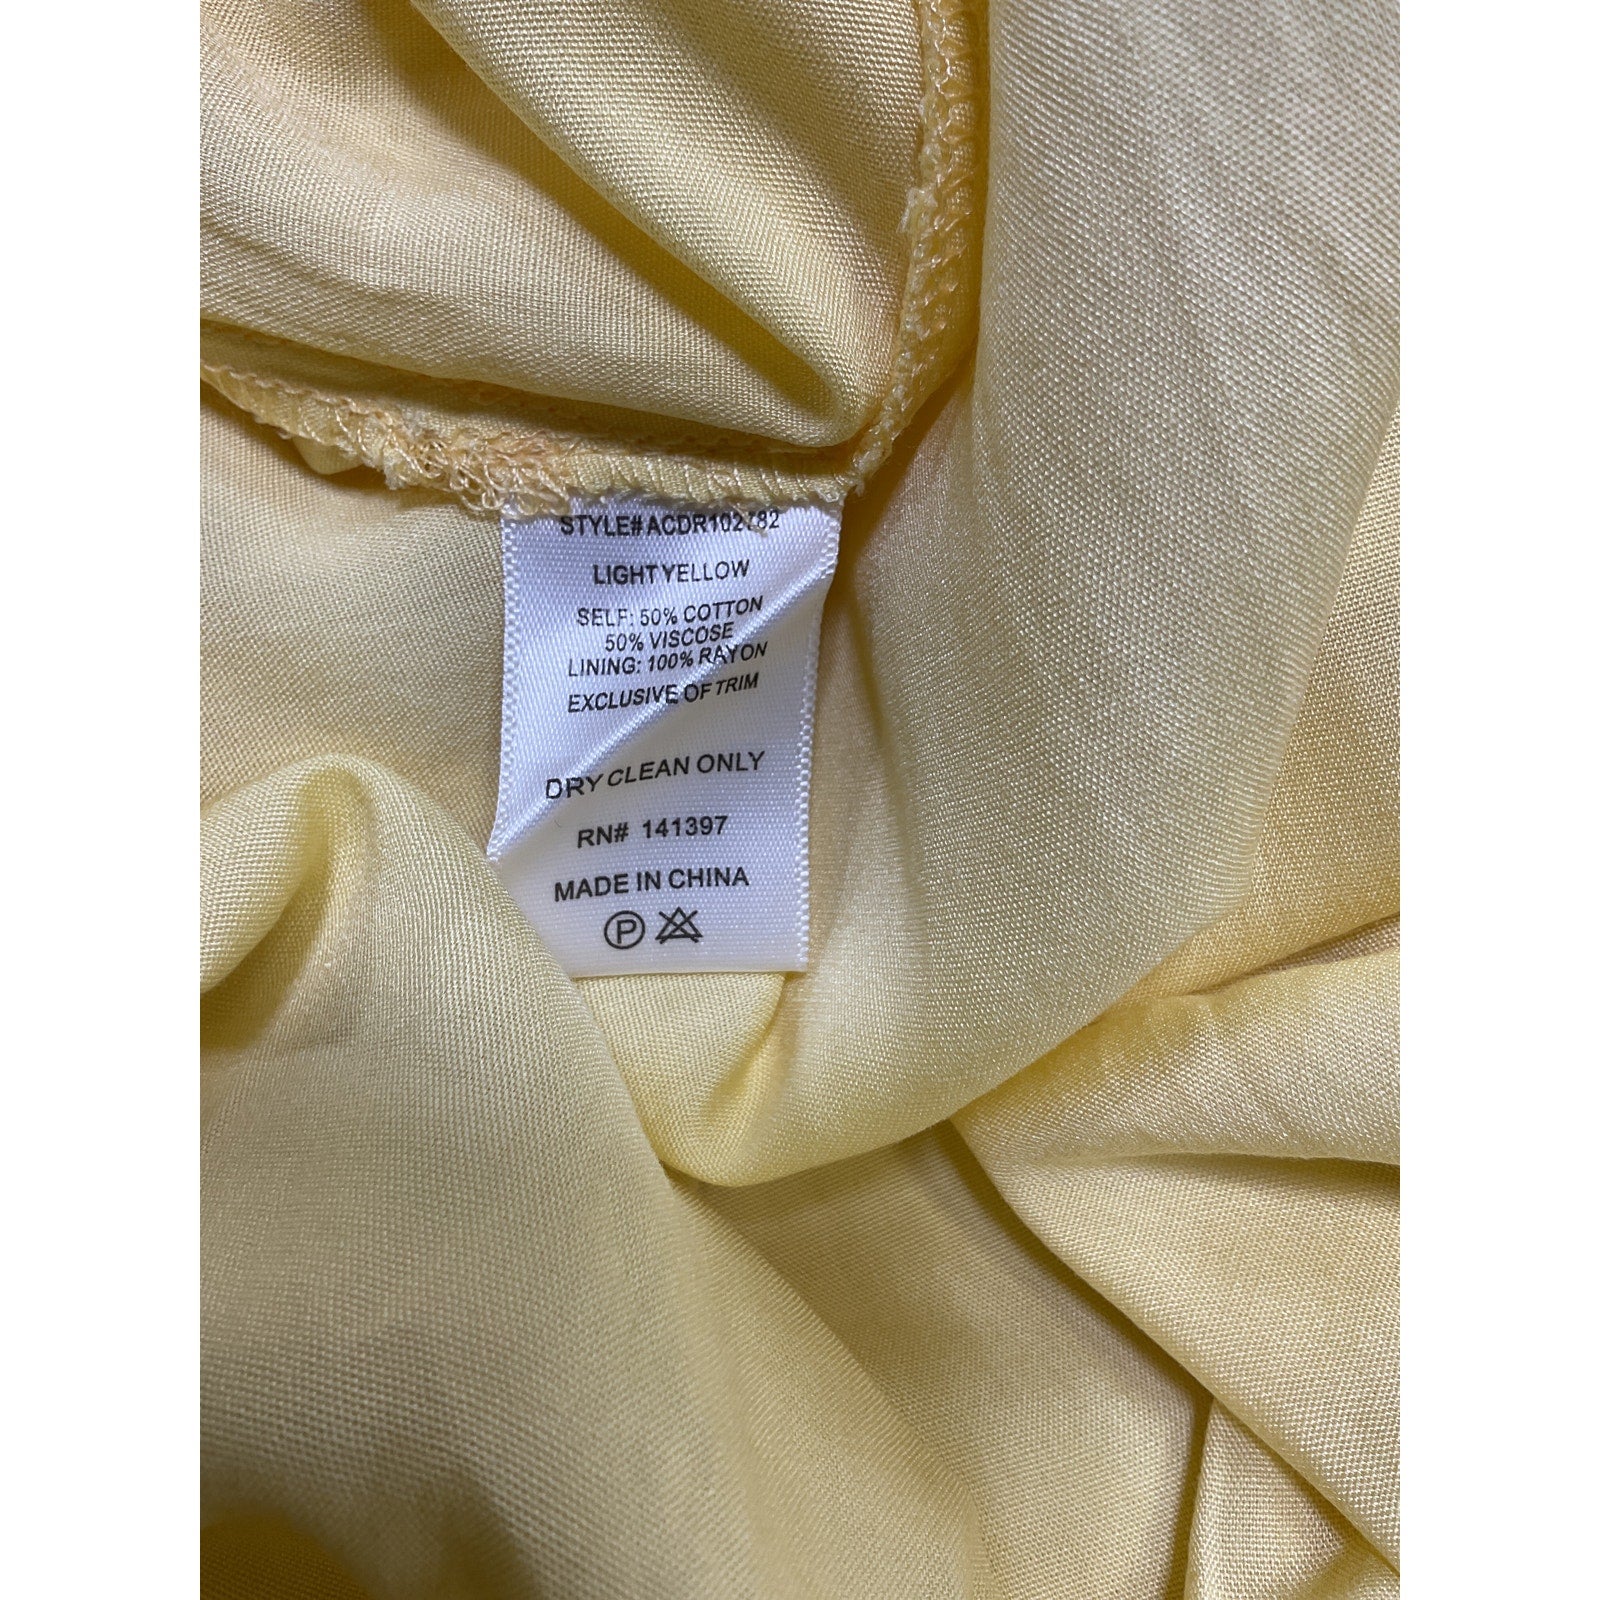 STYLE#ACDR102782
LIGHT YELLOW
SELF: 50% COTTON
50% VISCOSE
LINING: 100% RAYON
EXCLUSIVE OF TRIM
DRY CLEAN ONLY
RN# 141397
MADE IN CHINA
P